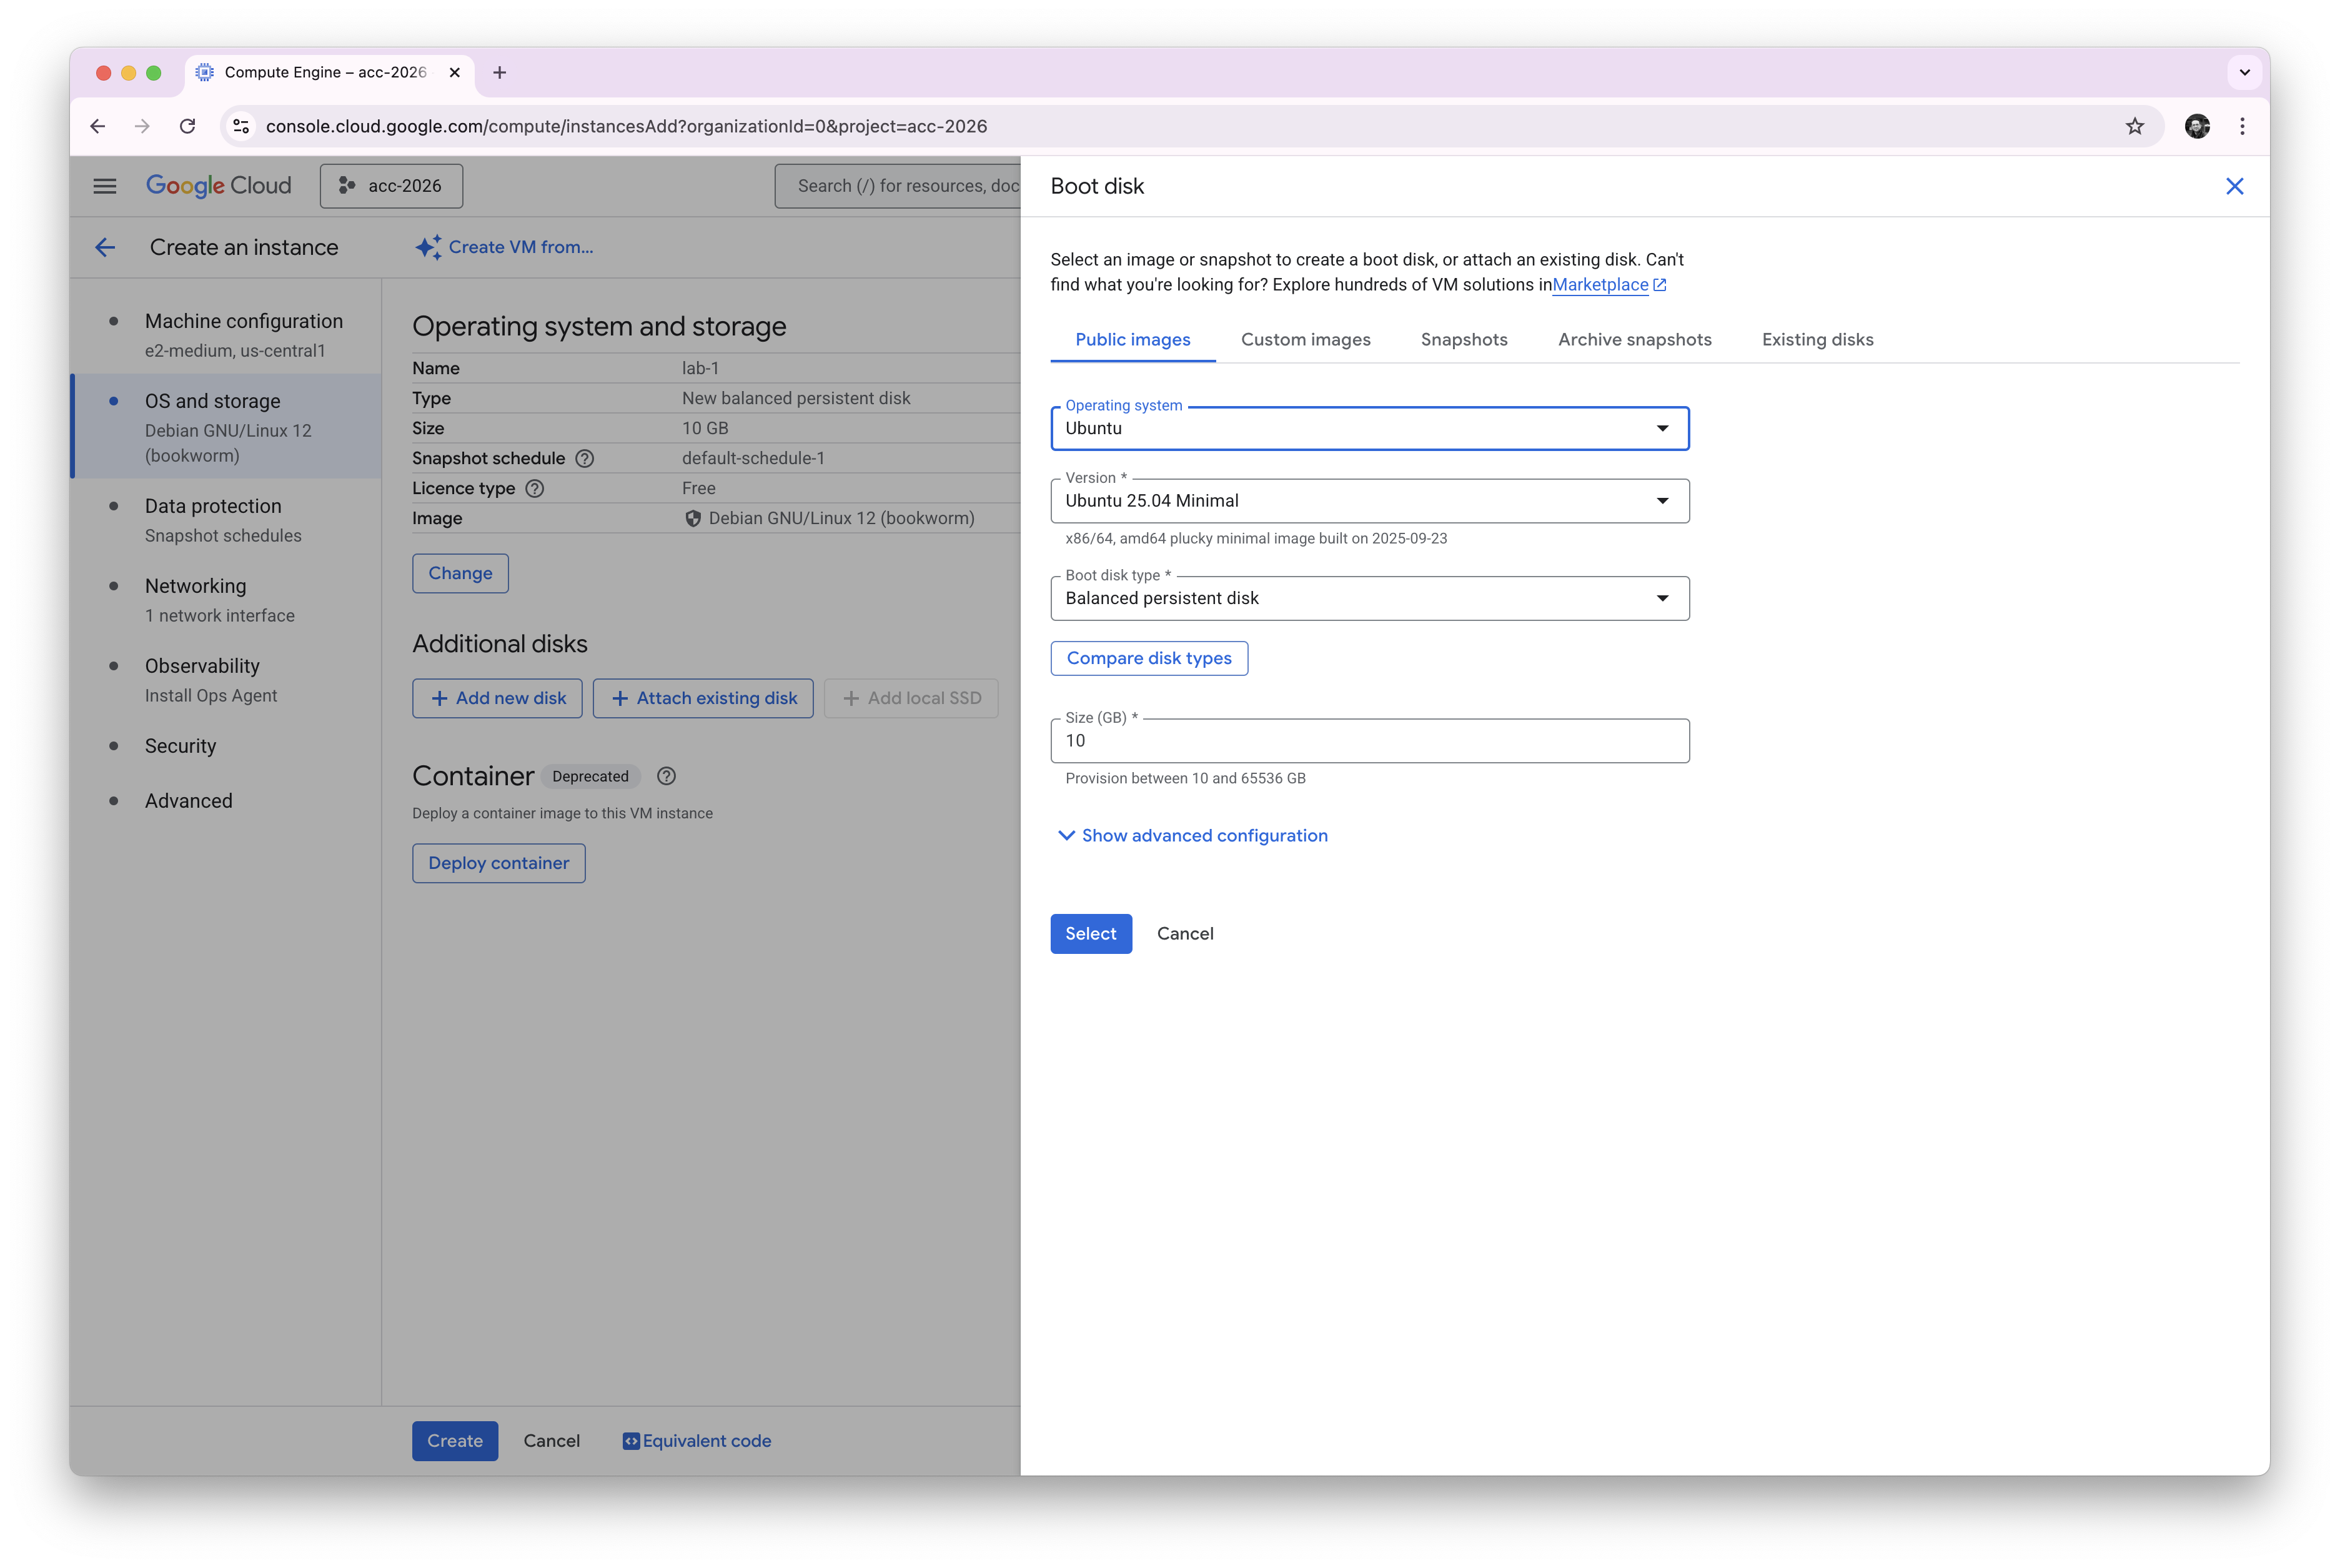 Compute Engine – acc-2026
console.cloud.google.com/compute/instancesAdd?organizationId=0&project=acc-2026
Google Cloud
acc-2026
Search (/) for resources, doc
Create an instance
Create VM from...
Machine configuration
e2-medium, us-central1
OS and storage
Debian GNU/Linux 12
(bookworm)
Data protection
Snapshot schedules
Networking
1 network interface
Observability
Install Ops Agent
Security
Advanced
Operating system and storage
Name lab-1
Type New balanced persistent disk
Size 10 GB
Snapshot schedule default-schedule-1
Licence type Free
Image Debian GNU/Linux 12 (bookworm)
Change
Additional disks
Add new disk Attach existing disk Add local SSD
Container Deprecated
Deploy a container image to this VM instance
Deploy container
Create Cancel Equivalent code
Boot disk
Select an image or snapshot to create a boot disk, or attach an existing disk. Can't
find what you're looking for? Explore hundreds of VM solutions inMarketplace
Public images Custom images Snapshots Archive snapshots Existing disks
Operating system
Ubuntu
Version *
Ubuntu 25.04 Minimal
x86/64, amd64 plucky minimal image built on 2025-09-23
Boot disk type *
Balanced persistent disk
Compare disk types
Size (GB) *
10
Provision between 10 and 65536 GB
Show advanced configuration
Select Cancel